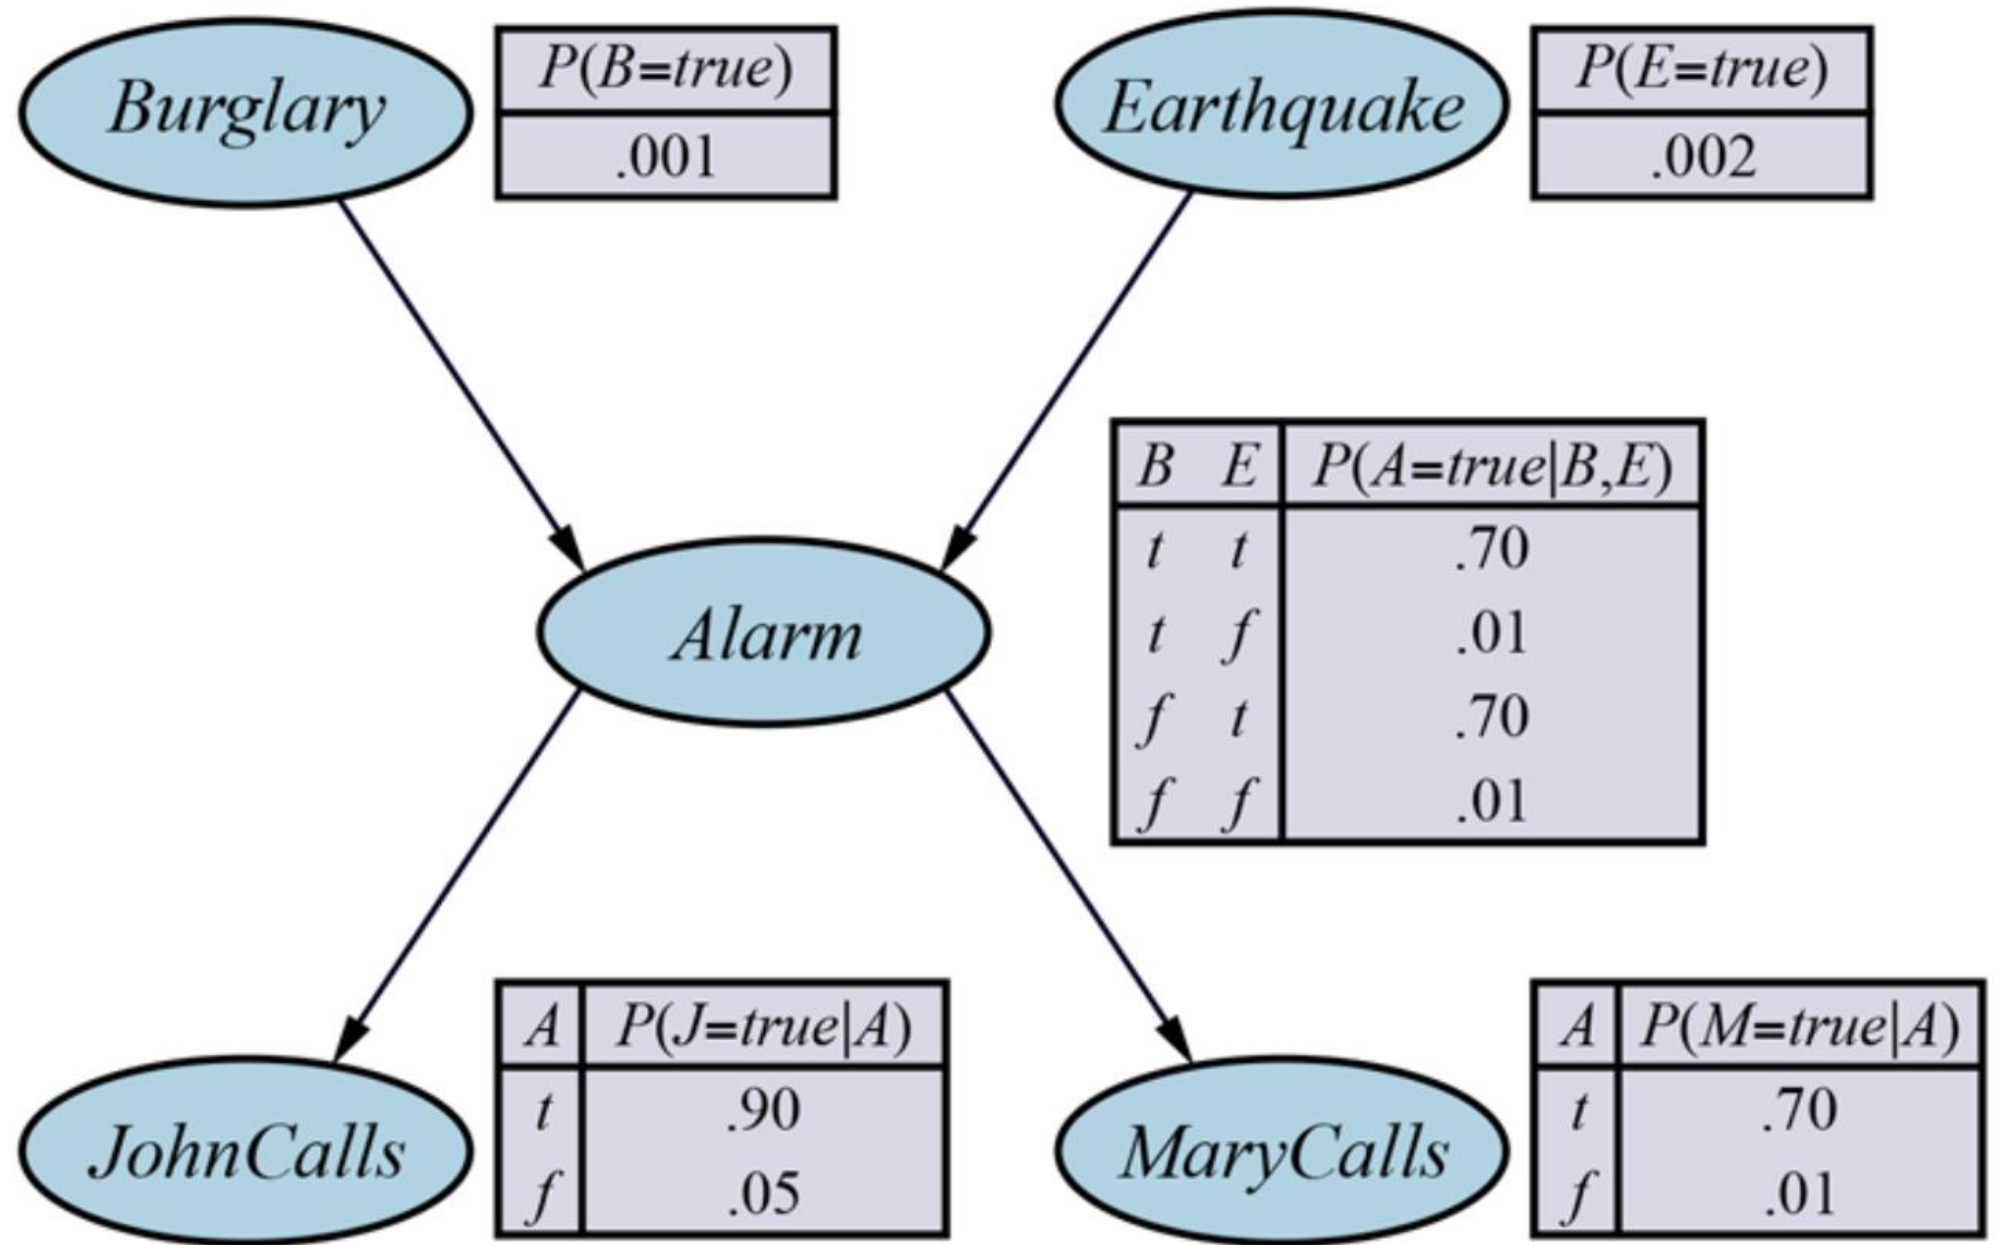 Burglary
P(B=true)
.001
Earthquake
P(E=true)
.002
Alarm
B E P(A=true|B,E)
t t .70
t f .01
f t .70
f f .01
JohnCalls
A P(J=true|A)
t .90
f .05
MaryCalls
A P(M=true|A)
t .70
f .01